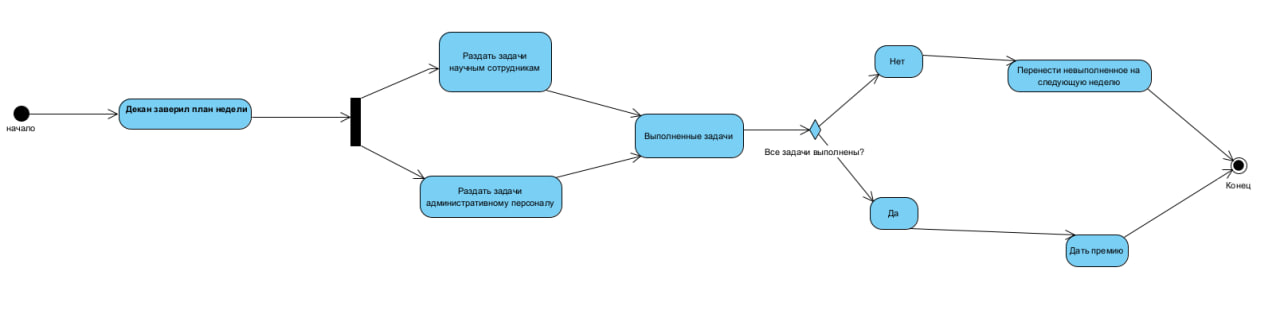 начало
Декан заверил план недели
Раздать задачи
научным сотрудникам
Раздать задачи
административному персоналу
Выполненные задачи
Все задачи выполнены?
Нет
Перенести невыполненное на
следующую неделю
Да
Дать премию
Конец